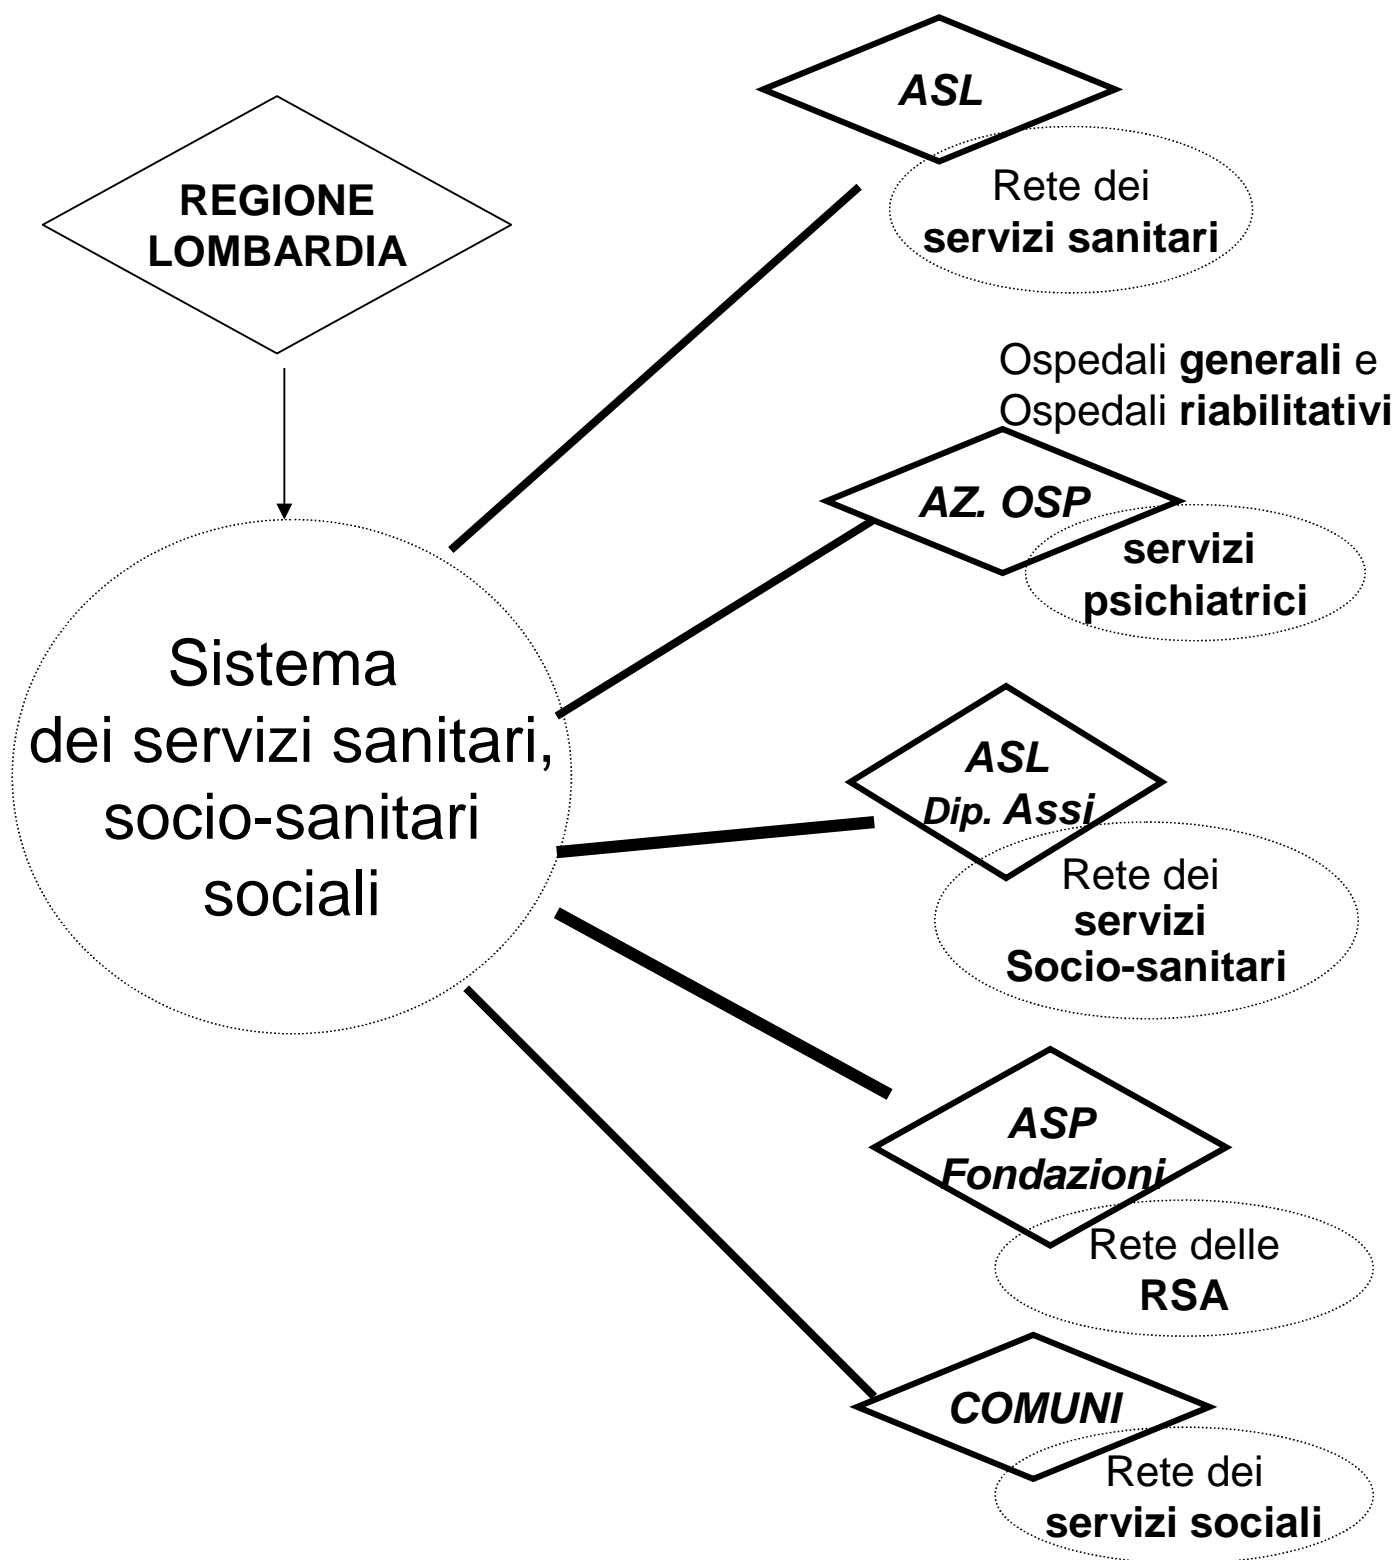 REGIONE
LOMBARDIA
Sistema
dei servizi sanitari,
socio-sanitari
sociali
ASL
Rete dei
servizi sanitari
Ospedali generali e
Ospedali riabilitativi
AZ. OSP
servizi
psichiatrici
ASL
Dip. Assi
Rete dei
servizi
Socio-sanitari
ASP
Fondazioni
Rete delle
RSA
COMUNI
Rete dei
servizi sociali